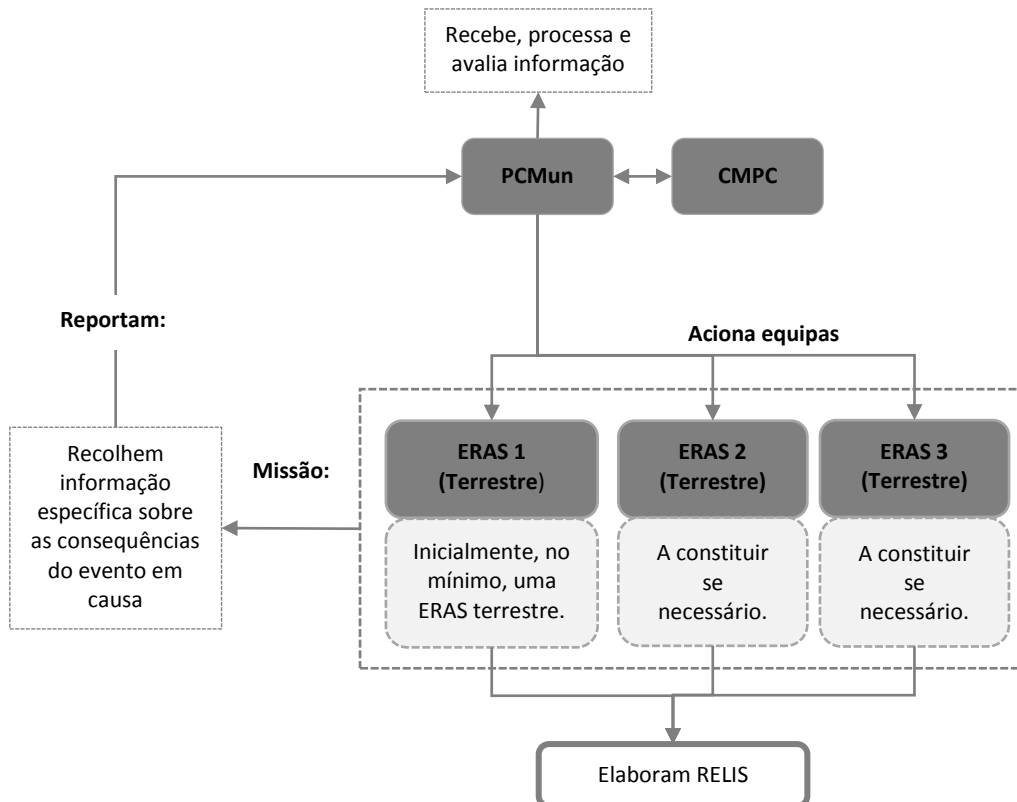 Recebe, processa e
avalia informação
PCMun
CMPC
Reportam:
Aciona equipas
Recolhem
informação
específica sobre
as consequências
do evento em
causa
Missão:
ERAS 1
(Terrestre)
Inicialmente, no
mínimo, uma
ERAS terrestre.
ERAS 2
(Terrestre)
A constituir
se
necessário.
ERAS 3
(Terrestre)
A constituir
se
necessário.
Elaboram RELIS